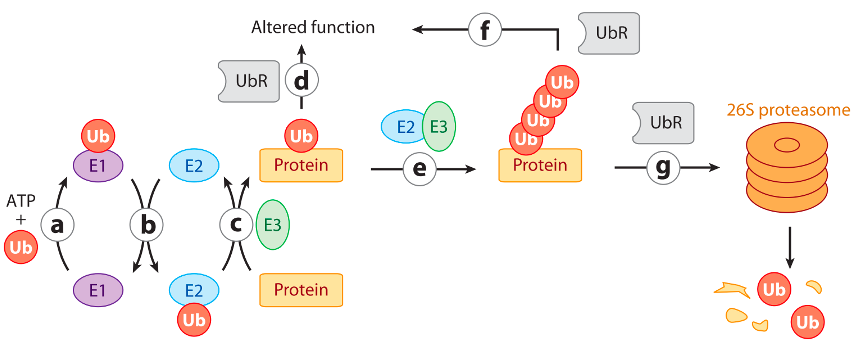 Altered function
f
UbR
UbR
d
Ub
Ub
Ub
Ub
UbR
26S proteasome
Ub
Ub
E2
E3
E1
E2
Protein
e
Protein
g
ATP
+
Ub
a
b
c
E3
E1
E2
Protein
Ub
Ub
Ub